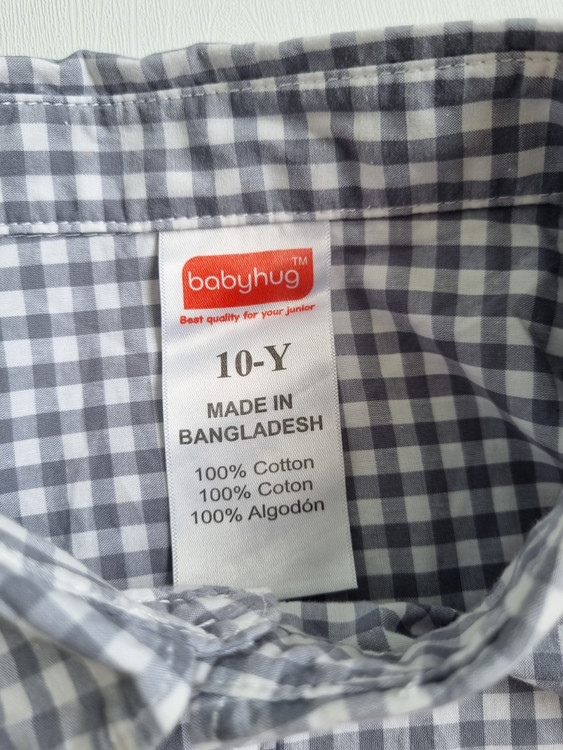 babyhug™
Best quality for your junior
10-Y
MADE IN
BANGLADESH
100% Cotton
100% Coton
100% Algodón